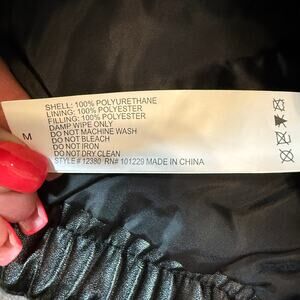 SHELL: 100% POLYURETHANE
LINING: 100% POLYESTER
FILLING: 100% POLYESTER
DAMP WIPE ONLY
DO NOT MACHINE WASH
DO NOT BLEACH
DO NOT IRON
DO NOT DRY CLEAN
STYLE # 12380 RN# 101229 MADE IN CHINA
M